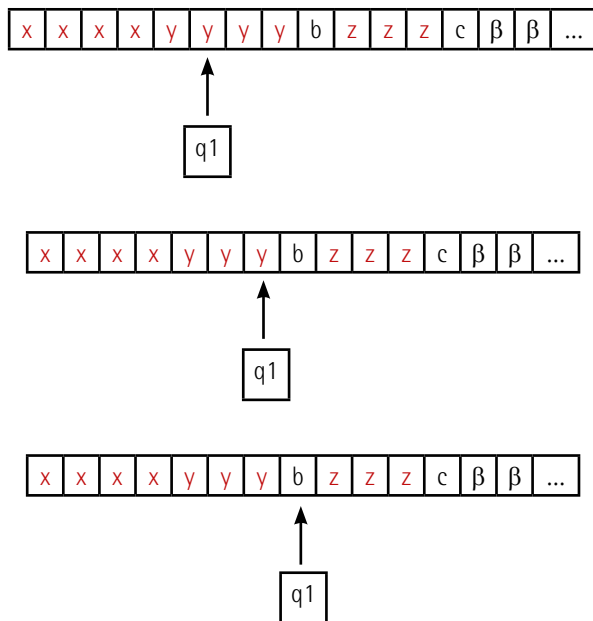 x x x x y y y y b z z z c β β ...
q1
x x x x y y y b z z z c β β ...
q1
x x x x y y y b z z z c β β ...
q1